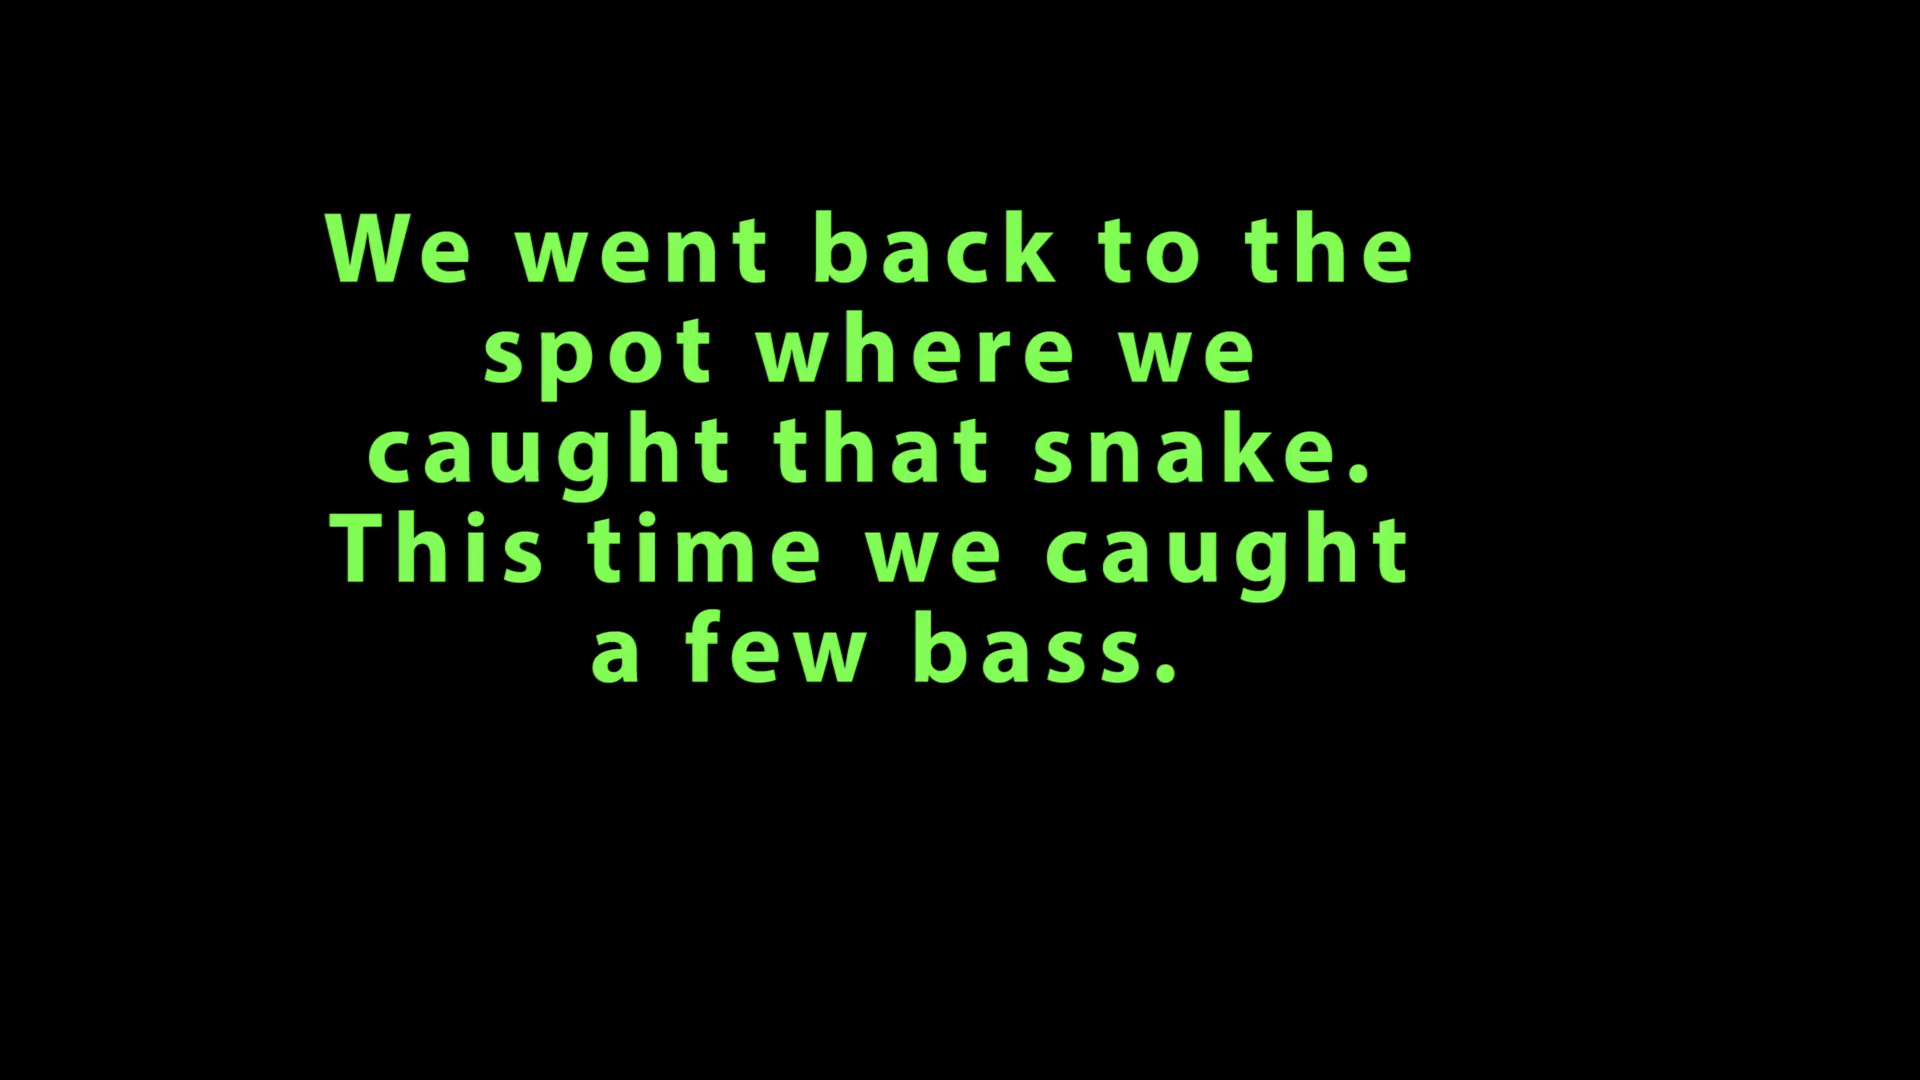 We went back to the
spot where we
caught that snake.
This time we caught
a few bass.